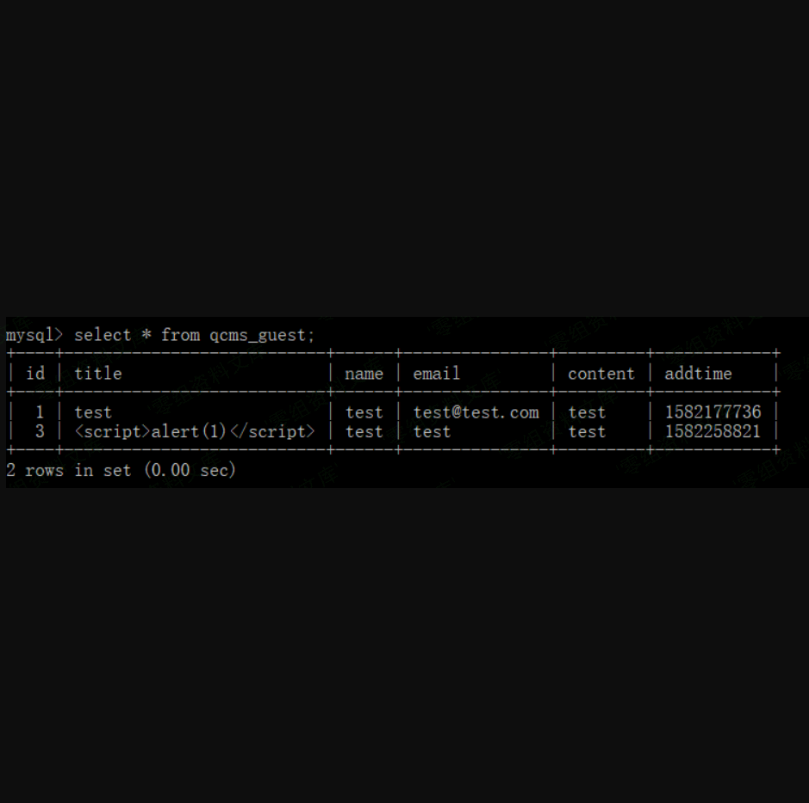 mysql> select * from qcms_guest;
| id | title | name | email | content | addtime |
| 1 | test | test | test@test.com | test | 1582177736 |
| 3 | <script>alert(1)</script> | test | test | test | 1582258821 |
2 rows in set (0.00 sec)